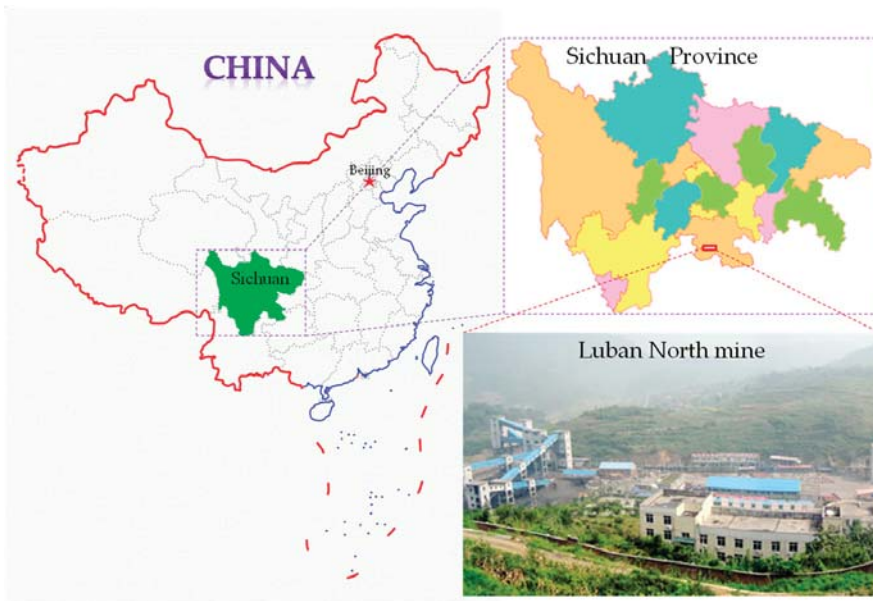 CHINA
Beijing
Sichuan
Sichuan Province
Luban North mine